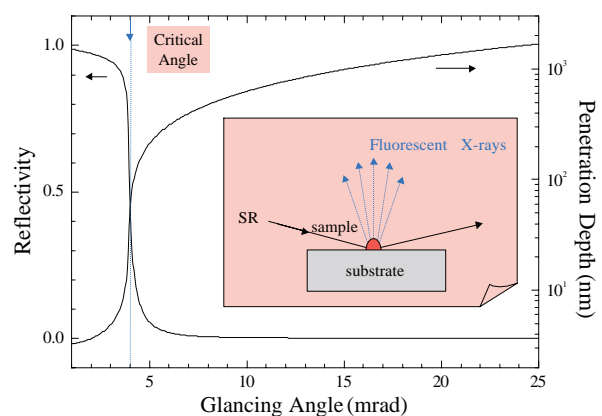 Critical
Angle
1.0
0.5
0.0
Reflectivity
10³
10²
10¹
Penetration Depth (nm)
Fluorescent X-rays
SR
sample
substrate
5
10
15
20
25
Glancing Angle (mrad)